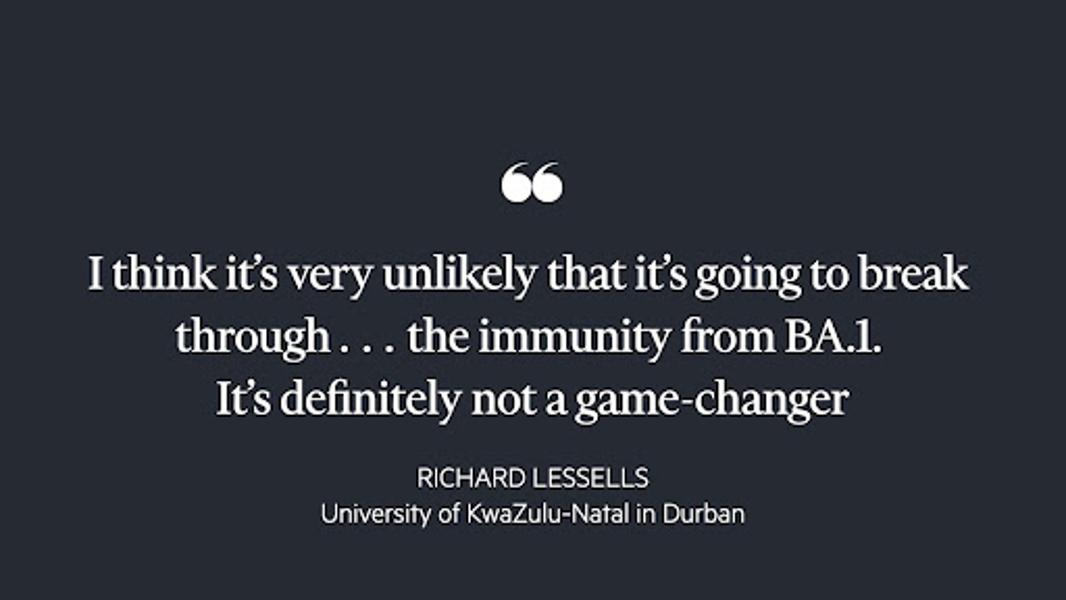 “
I think it’s very unlikely that it’s going to break
through . . . the immunity from BA.1.
It’s definitely not a game-changer
RICHARD LESSELLS
University of KwaZulu-Natal in Durban